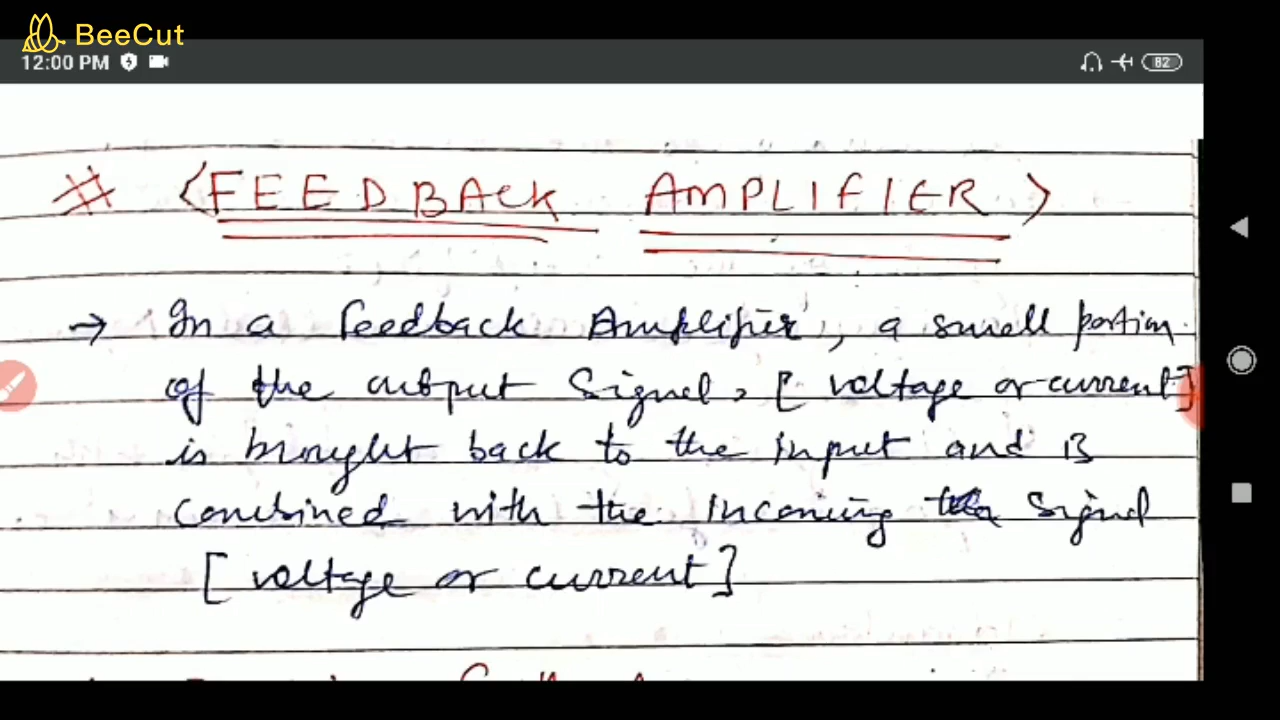 BeeCut
12:00 PM
82
# <FEEDBACK AMPLIFIER>
→ In a feedback Amplifier, a small portion
of the output Signal, [voltage or current]
is brought back to the input and is
combined with the incoming Signal
[voltage or current]